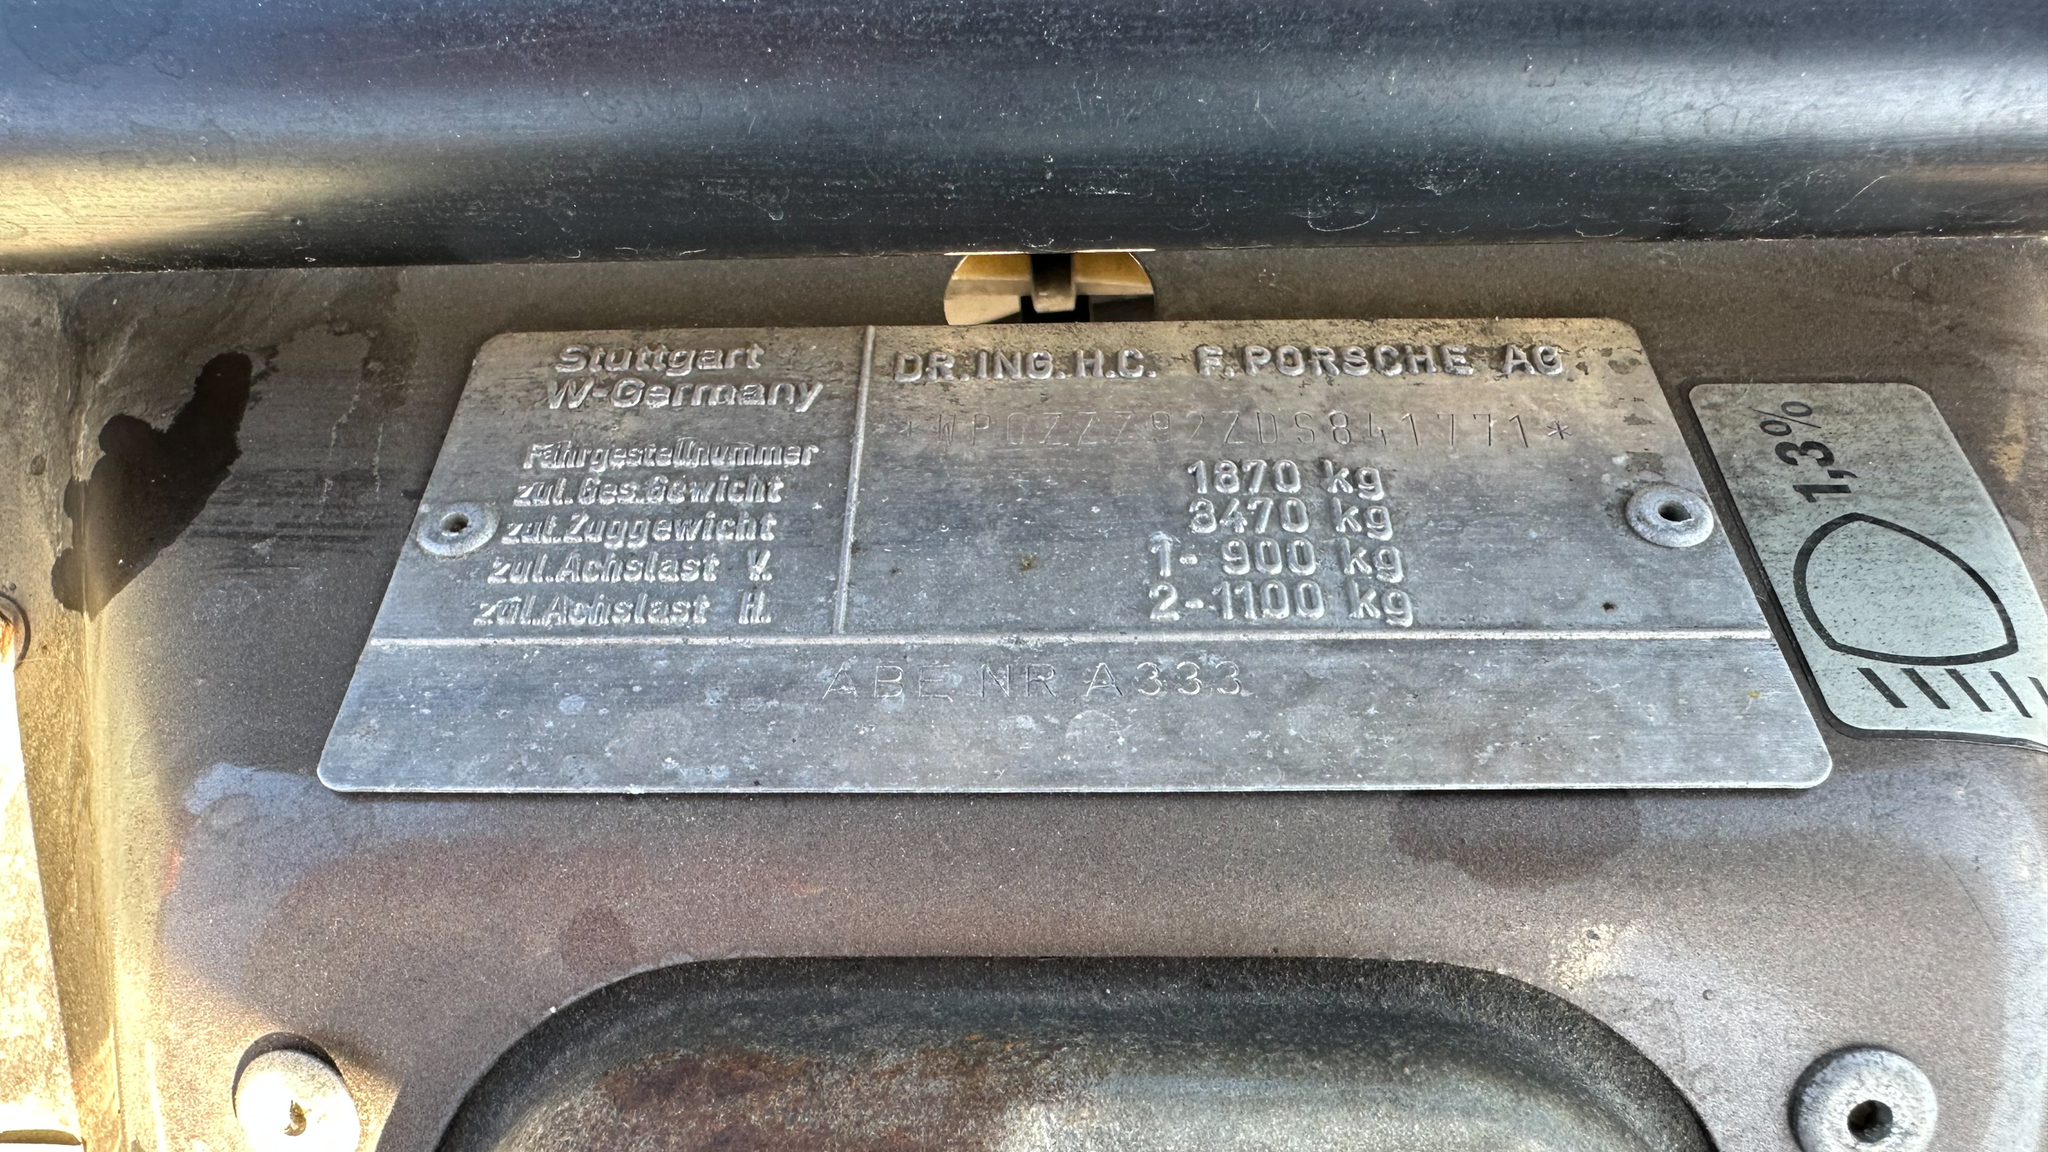 Stuttgart
W-Germany
DR.ING.H.C. F.PORSCHE AG
Fahrgestellnummer *WP0ZZZ92ZDS841771*
zul.Ges.Gewicht 1870 kg
zul.Zuggewicht 3470 kg
zul.Achslast V. 1- 900 kg
zul.Achslast H. 2-1100 kg
ABE NR A333
1,3%